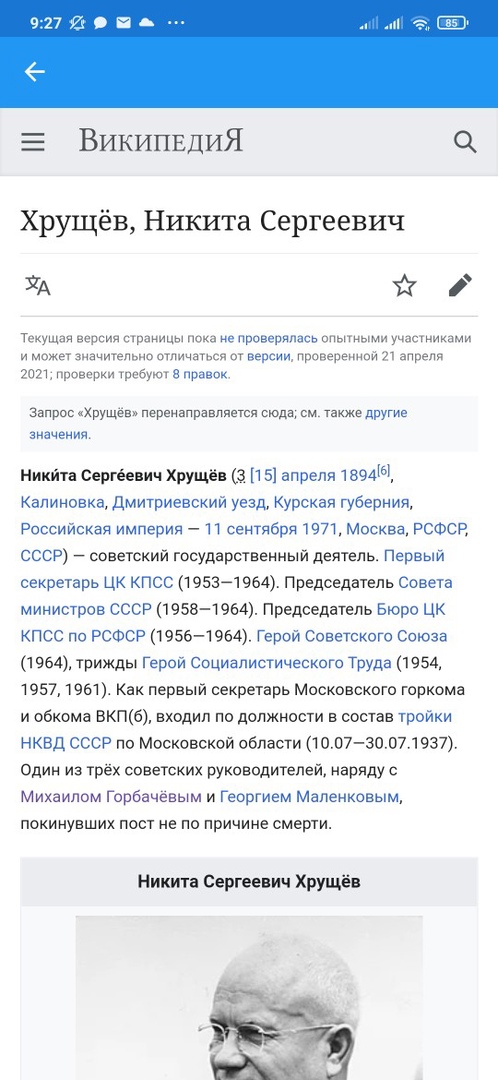 9:27
85
ВикипедиЯ
Хрущёв, Никита Сергеевич
Текущая версия страницы пока не проверялась опытными участниками
и может значительно отличаться от версии, проверенной 21 апреля
2021; проверки требуют 8 правок.
Запрос «Хрущёв» перенаправляется сюда; см. также другие
значения.
Ники́та Серге́евич Хрущёв (3 [15] апреля 1894[6],
Калиновка, Дмитриевский уезд, Курская губерния,
Российская империя — 11 сентября 1971, Москва, РСФСР,
СССР) — советский государственный деятель. Первый
секретарь ЦК КПСС (1953—1964). Председатель Совета
министров СССР (1958—1964). Председатель Бюро ЦК
КПСС по РСФСР (1956—1964). Герой Советского Союза
(1964), трижды Герой Социалистического Труда (1954,
1957, 1961). Как первый секретарь Московского горкома
и обкома ВКП(б), входил по должности в состав тройки
НКВД СССР по Московской области (10.07—30.07.1937).
Один из трёх советских руководителей, наряду с
Михаилом Горбачёвым и Георгием Маленковым,
покинувших пост не по причине смерти.
Никита Сергеевич Хрущёв